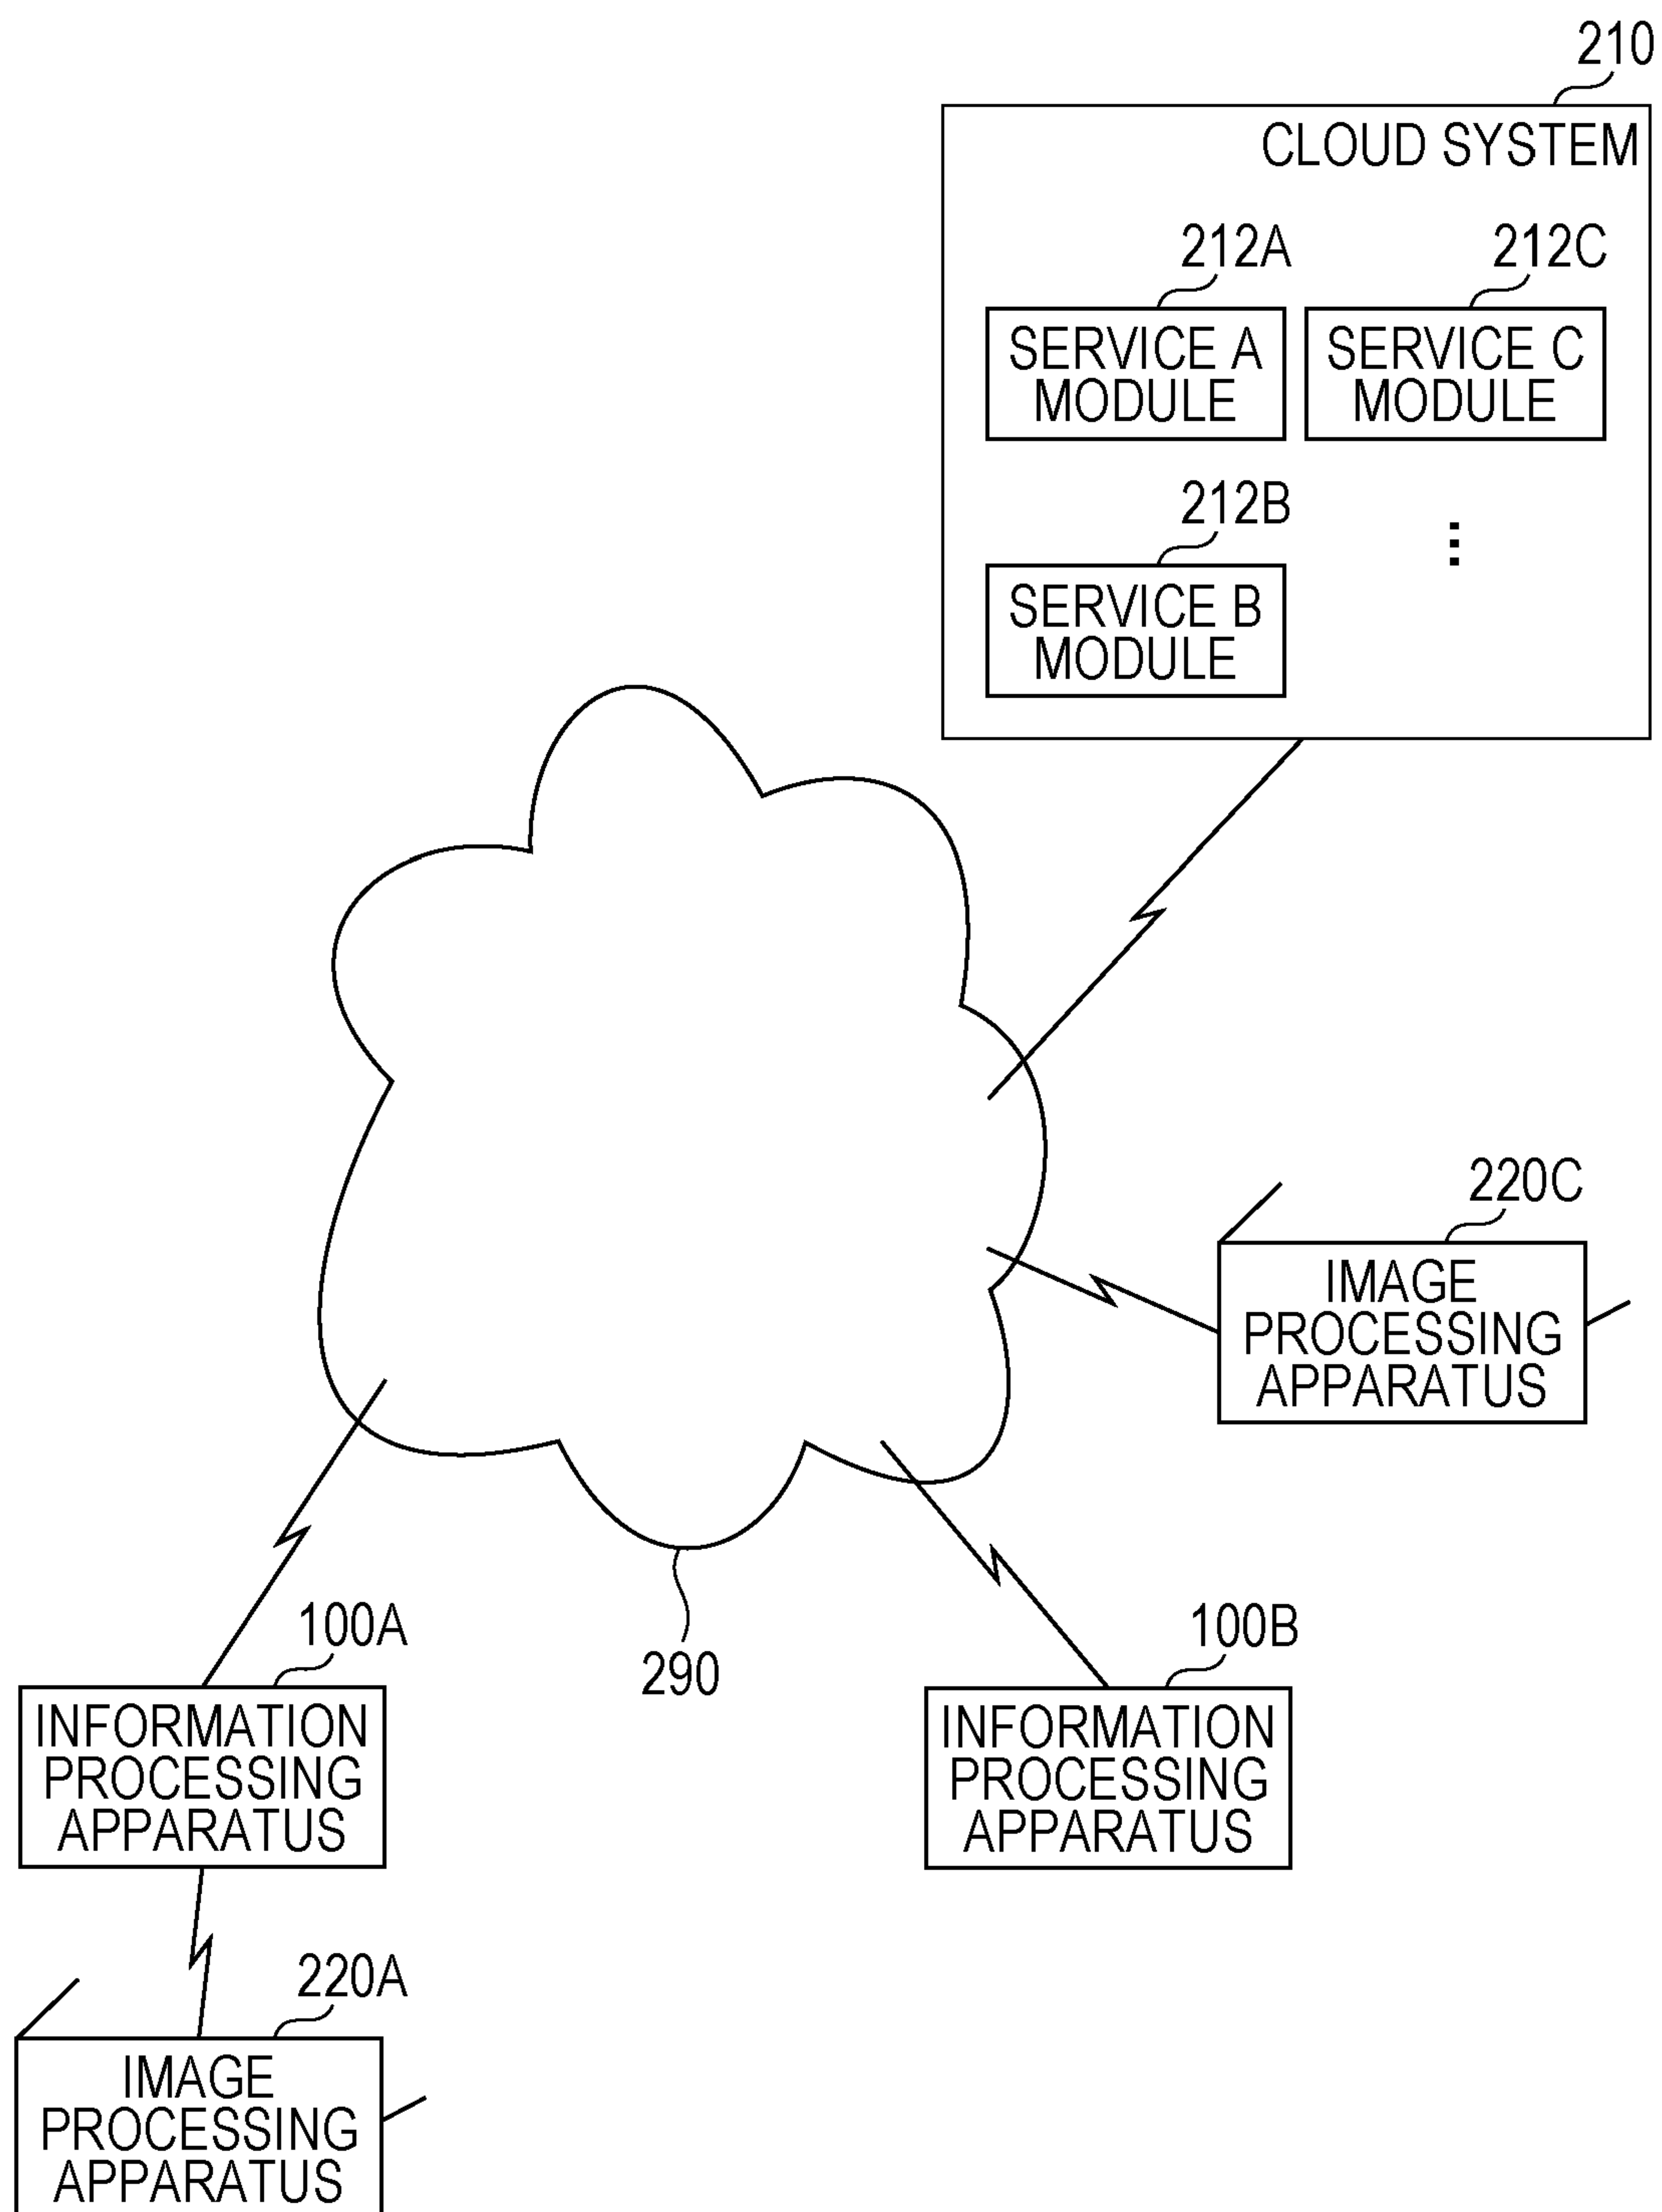 210
CLOUD SYSTEM
212A
212C
SERVICE A
MODULE
SERVICE C
MODULE
212B
SERVICE B
MODULE
220C
IMAGE
PROCESSING
APPARATUS
290
100A
INFORMATION
PROCESSING
APPARATUS
100B
INFORMATION
PROCESSING
APPARATUS
220A
IMAGE
PROCESSING
APPARATUS